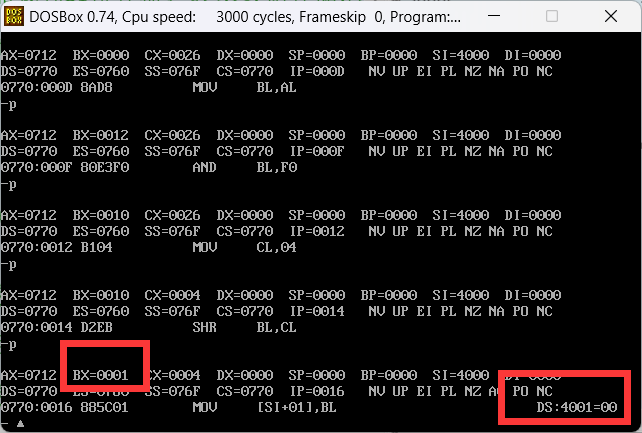 DOSBox 0.74, Cpu speed: 3000 cycles, Frameskip 0, Program:...
AX=0712 BX=0000 CX=0026 DX=0000 SP=0000 BP=0000 SI=4000 DI=0000
DS=0770 ES=0760 SS=076F CS=0770 IP=000D NV UP EI PL NZ NA PO NC
0770:000D 8AD8 MOV BL,AL
-p
AX=0712 BX=0012 CX=0026 DX=0000 SP=0000 BP=0000 SI=4000 DI=0000
DS=0770 ES=0760 SS=076F CS=0770 IP=000F NV UP EI PL NZ NA PO NC
0770:000F 80E3F0 AND BL,F0
-p
AX=0712 BX=0010 CX=0026 DX=0000 SP=0000 BP=0000 SI=4000 DI=0000
DS=0770 ES=0760 SS=076F CS=0770 IP=0012 NV UP EI PL NZ NA PO NC
0770:0012 B104 MOV CL,04
-p
AX=0712 BX=0010 CX=0004 DX=0000 SP=0000 BP=0000 SI=4000 DI=0000
DS=0770 ES=0760 SS=076F CS=0770 IP=0014 NV UP EI PL NZ NA PO NC
0770:0014 D2EB SHR BL,CL
-p
AX=0712 BX=0001 CX=0004 DX=0000 SP=0000 BP=0000 SI=4000 DI=0000
DS=0770 ES=0760 SS=076F CS=0770 IP=0016 NV UP EI PL NZ AC PO NC
0770:0016 885C01 MOV [SI+01],BL DS:4001=00
-